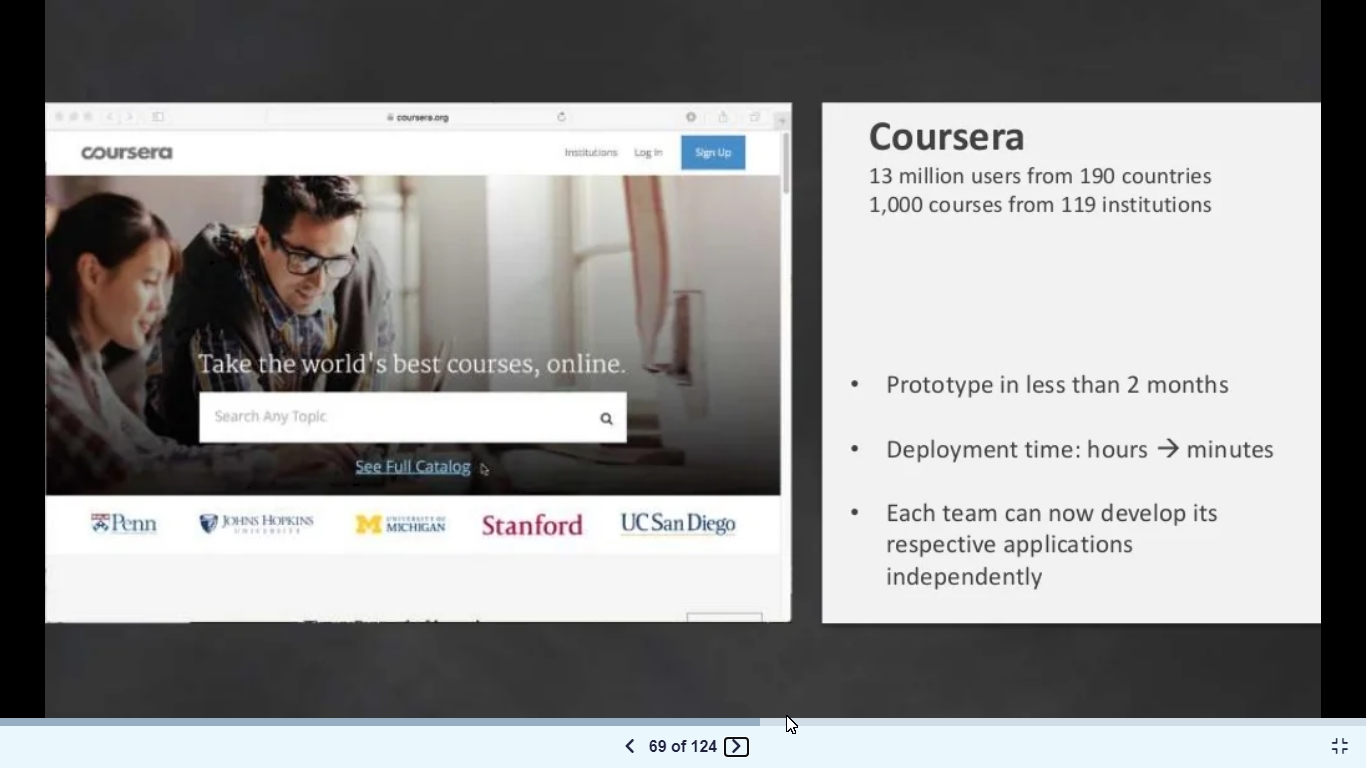 coursera.org
coursera
Institutions
Log In
Sign Up
Take the world's best courses, online.
Search Any Topic
See Full Catalog
Penn
JOHNS HOPKINS
UNIVERSITY
UNIVERSITY OF
MICHIGAN
Stanford
UC San Diego
Coursera
13 million users from 190 countries
1,000 courses from 119 institutions
• Prototype in less than 2 months
• Deployment time: hours → minutes
• Each team can now develop its
respective applications
independently
69 of 124